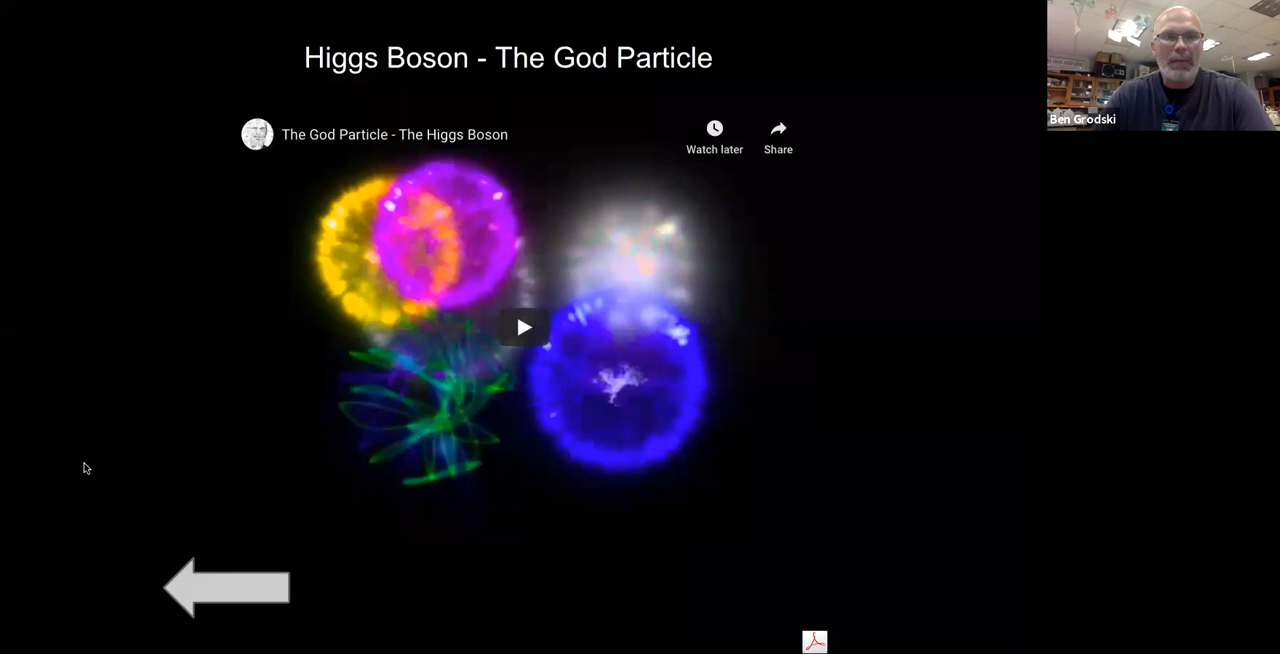 Higgs Boson - The God Particle
The God Particle - The Higgs Boson
Watch later
Share
Ben Grodski